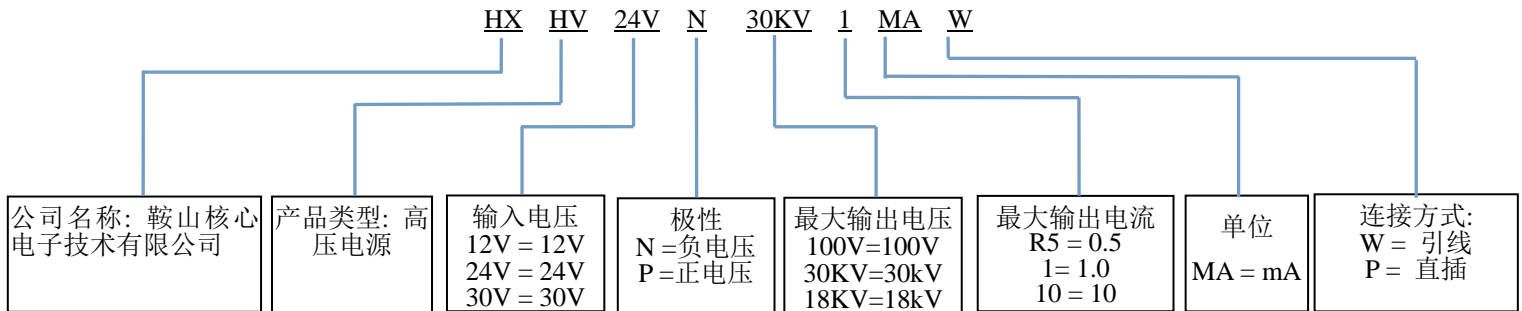 HX HV 24V N 30KV 1 MA W
公司名称: 鞍山核心
电子技术有限公司
产品类型: 高
压电源
输入电压
12V = 12V
24V = 24V
30V = 30V
极性
N =负电压
P =正电压
最大输出电压
100V=100V
30KV=30kV
18KV=18kV
最大输出电流
R5 = 0.5
1= 1.0
10 = 10
单位
MA = mA
连接方式:
W = 引线
P = 直插